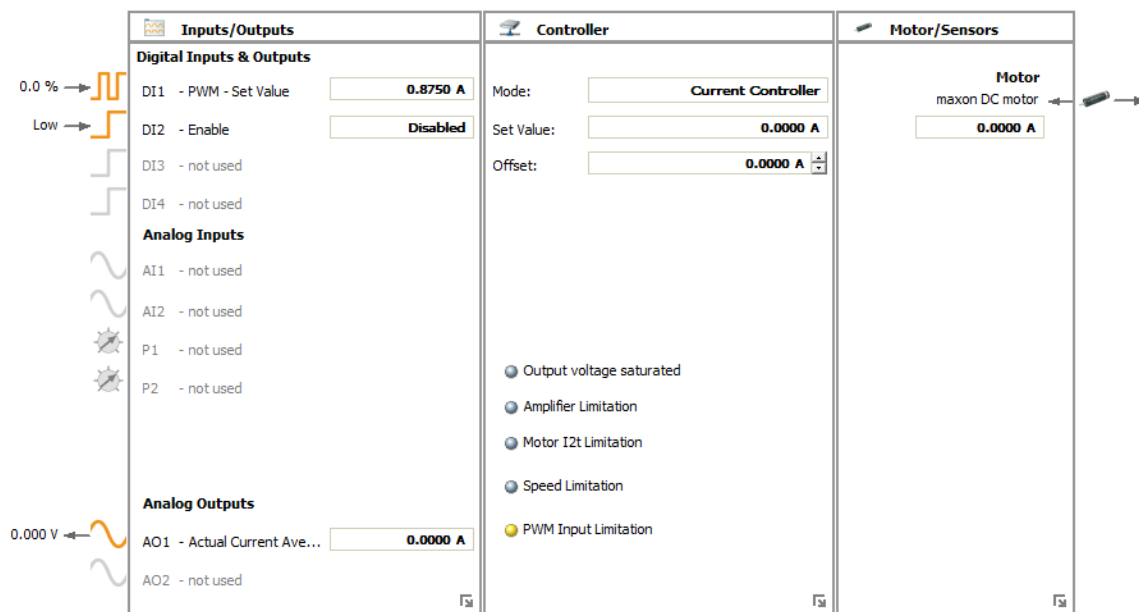 Inputs/Outputs
Digital Inputs & Outputs
0.0 %
DI1 - PWM - Set Value 0.8750 A
Low
DI2 - Enable Disabled
DI3 - not used
DI4 - not used
Analog Inputs
AI1 - not used
AI2 - not used
P1 - not used
P2 - not used
Analog Outputs
0.000 V
AO1 - Actual Current Ave... 0.0000 A
AO2 - not used
Controller
Mode: Current Controller
Set Value: 0.0000 A
Offset: 0.0000 A
Output voltage saturated
Amplifier Limitation
Motor I2t Limitation
Speed Limitation
PWM Input Limitation
Motor/Sensors
Motor
maxon DC motor
0.0000 A